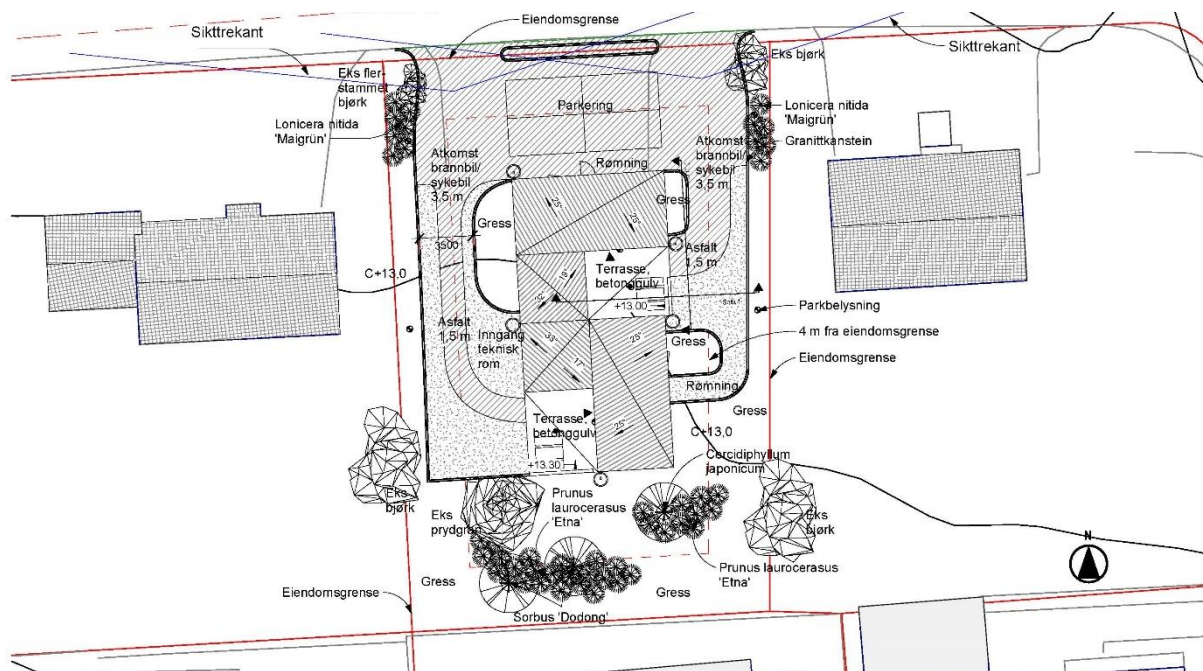 Eiendomsgrense
Sikttrekant
Sikttrekant
Eks fler-
stammet
bjørk
Eks bjørk
Lonicera nitida
'Maigrün'
Parkering
Lonicera nitida
'Maigrün'
Granittkanstein
Atkomst
brannbil/
sykebil
3,5 m
Rømning
Atkomst
brannbil/
sykebil
3,5 m
25°
25°
Gress
Gress
3500
Asfalt
1,5 m
C+13,0
Terrasse,
betonggulv
+13.00
Parkbelysning
Asfalt
1,5 m
Inngang
teknisk
rom
33°
17°
25°
Gress
4 m fra eiendomsgrense
Eiendomsgrense
Rømning
Gress
Terrasse,
betonggulv
25°
C+13,0
+13.30
Cercidiphyllum
japonicum
Eks
bjørk
Eks
prydgran
Prunus
laurocerasus
'Etna'
Eks
bjørk
N
Prunus laurocerasus
'Etna'
Eiendomsgrense
Gress
Gress
Sorbus 'Dodong'